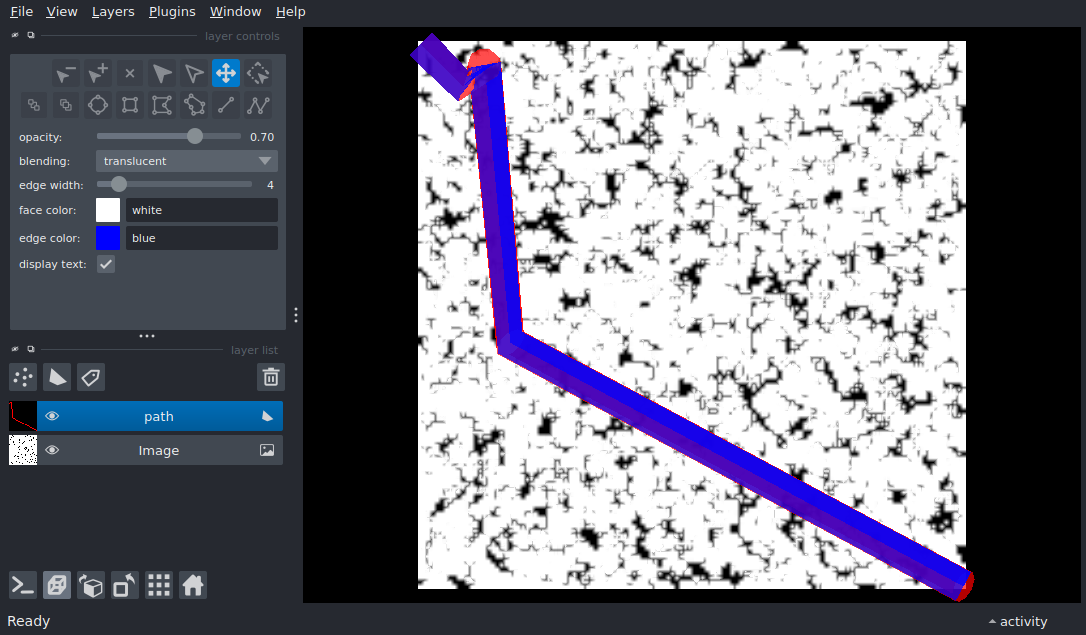 File View Layers Plugins Window Help
layer controls
opacity: 0.70
blending: translucent
edge width: 4
face color: white
edge color: blue
display text:
layer list
path
Image
Ready
activity